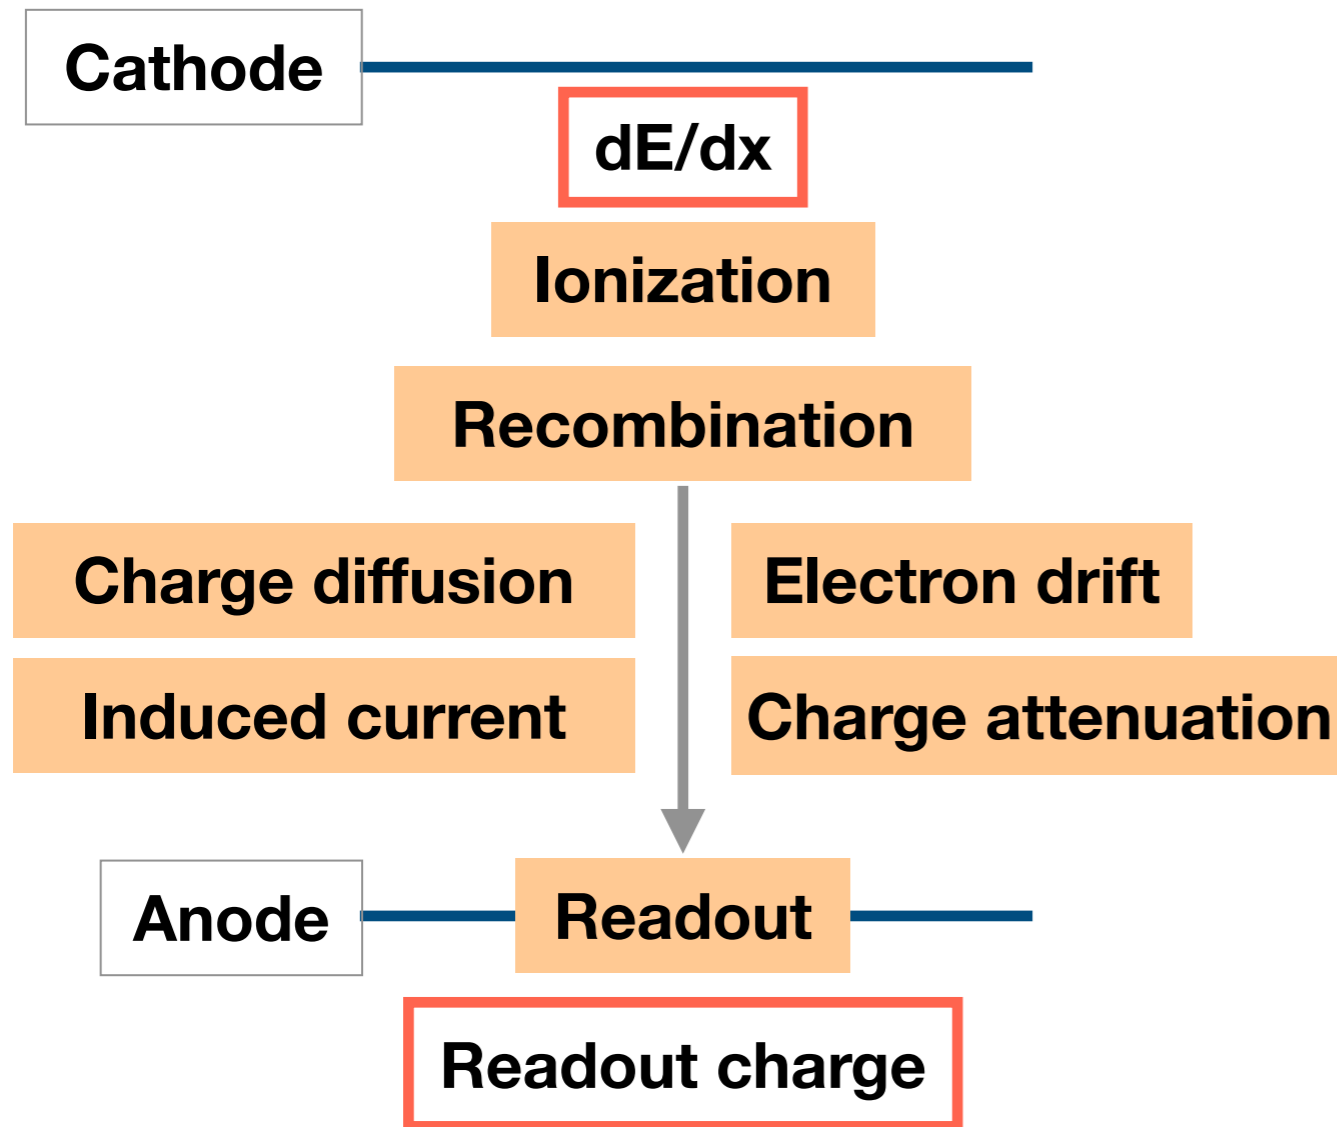 Cathode
dE/dx
Ionization
Recombination
Charge diffusion
Electron drift
Induced current
Charge attenuation
Anode
Readout
Readout charge